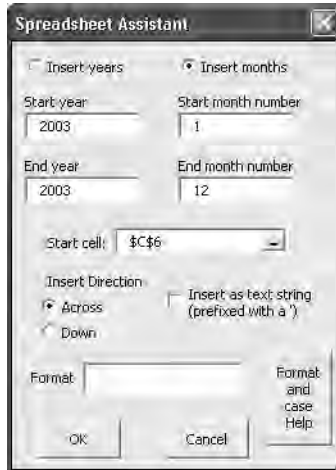 Spreadsheet Assistant
Insert years Insert months
Start year Start month number
2003 1
End year End month number
2003 12
Start cell: $C$6
Insert Direction
Across Insert as text string
(prefixed with a ')
Down
Format
Format
and
case
Help
OK Cancel